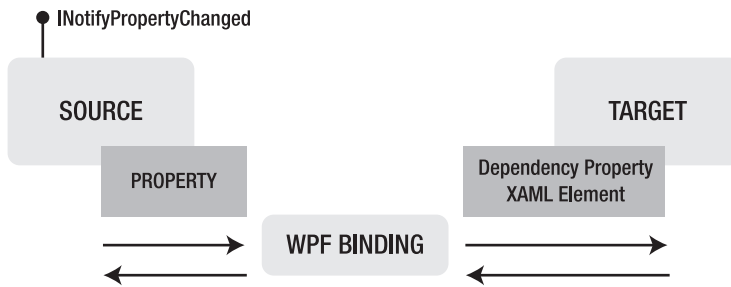 INotifyPropertyChanged
SOURCE
TARGET
PROPERTY
Dependency Property
XAML Element
WPF BINDING